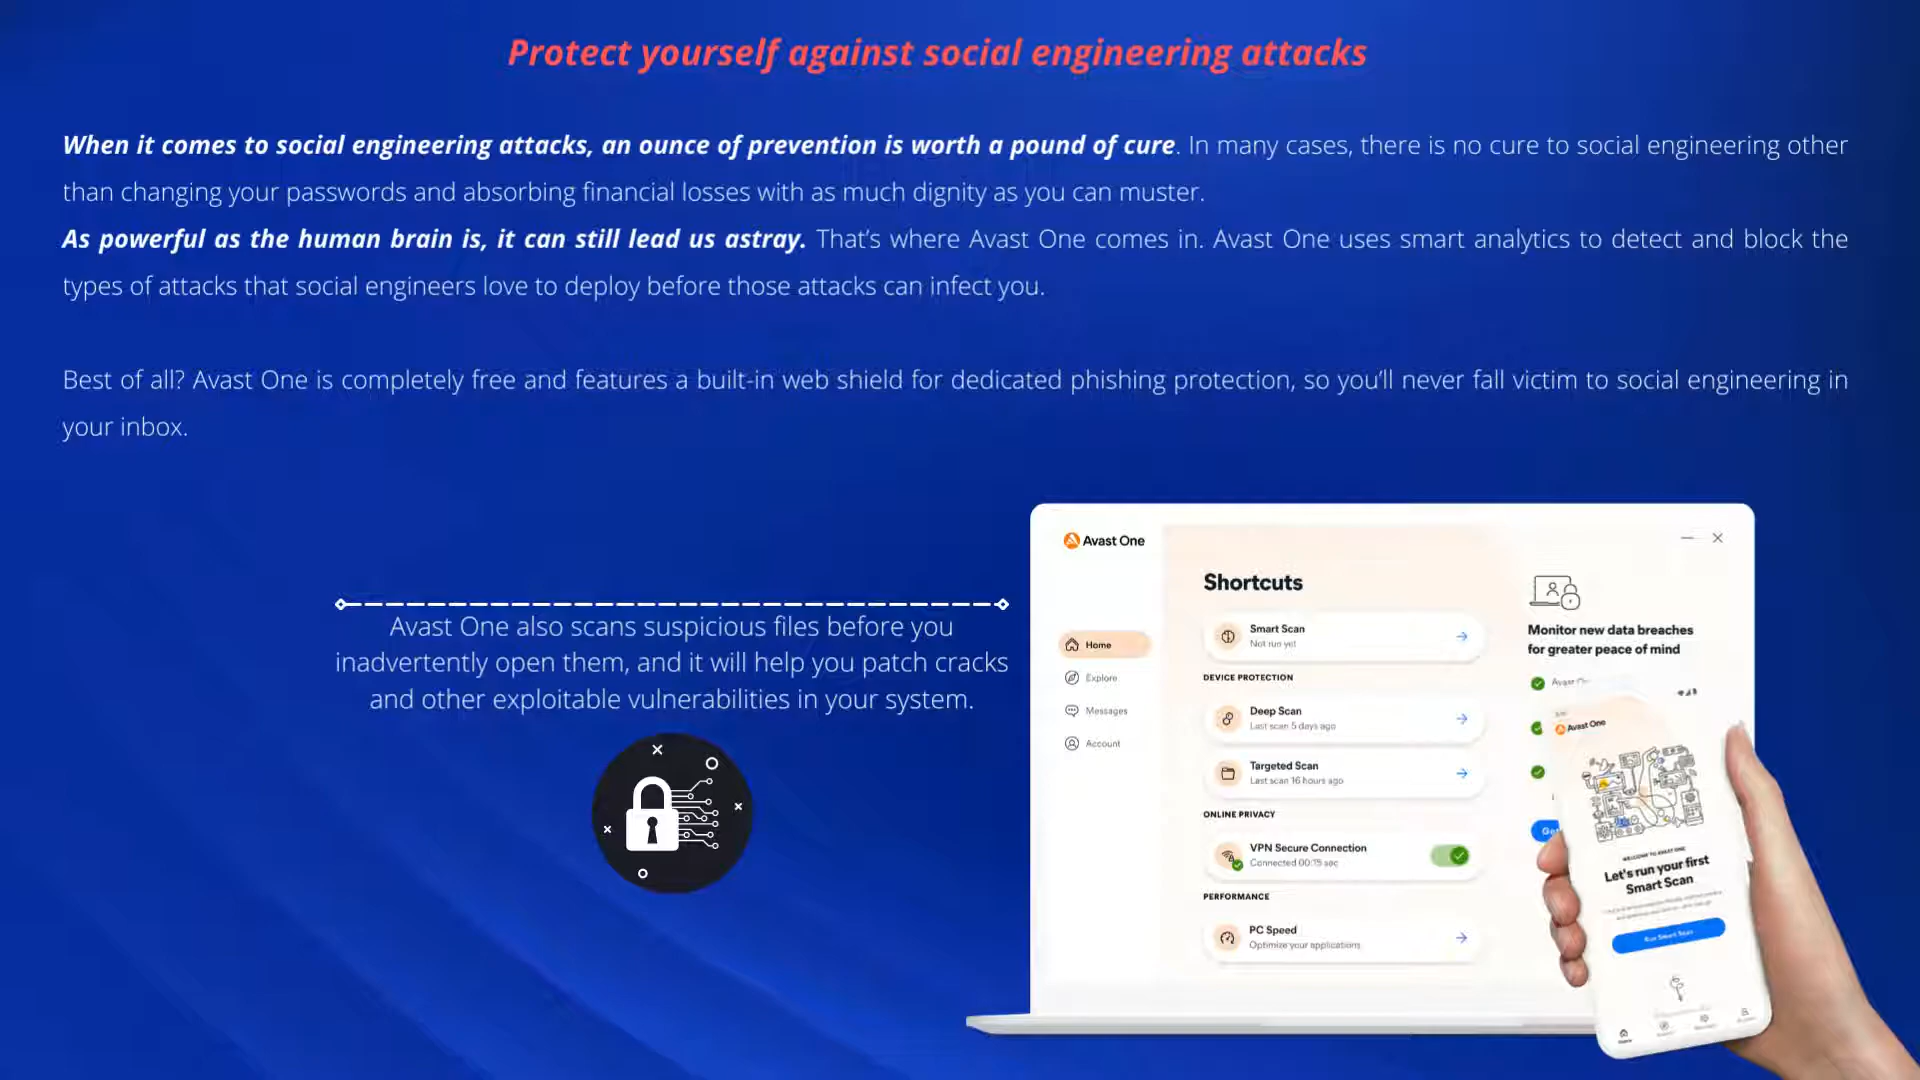 Protect yourself against social engineering attacks
When it comes to social engineering attacks, an ounce of prevention is worth a pound of cure. In many cases, there is no cure to social engineering other
than changing your passwords and absorbing financial losses with as much dignity as you can muster.
As powerful as the human brain is, it can still lead us astray. That's where Avast One comes in. Avast One uses smart analytics to detect and block the
types of attacks that social engineers love to deploy before those attacks can infect you.
Best of all? Avast One is completely free and features a built-in web shield for dedicated phishing protection, so you'll never fall victim to social engineering in
your inbox.
Avast One also scans suspicious files before you
inadvertently open them, and it will help you patch cracks
and other exploitable vulnerabilities in your system.
Avast One
Home
Explore
Messages
Account
Shortcuts
Smart Scan
Not run yet
DEVICE PROTECTION
Deep Scan
Last scan 5 days ago
Targeted Scan
Last scan 16 hours ago
ONLINE PRIVACY
VPN Secure Connection
Connected 00:15 sec
PERFORMANCE
PC Speed
Optimize your applications
Monitor new data breaches
for greater peace of mind
Avast
Avast One
WELCOME TO AVAST ONE
Let's run your first
Smart Scan
Run Smart Scan